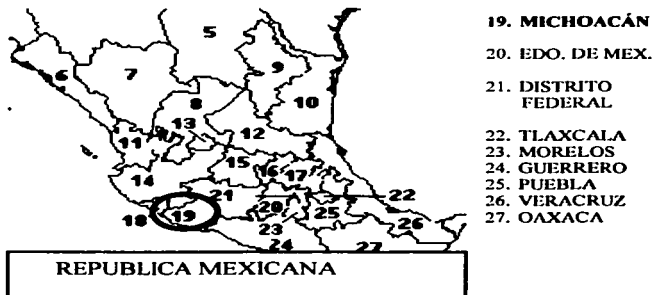 5
6
7
9
8
10
13
12
11
15
16
17
14
21
22
18
19
20
25
26
23
24
27
REPUBLICA MEXICANA
19. MICHOACÁN
20. EDO. DE MEX.
21. DISTRITO
FEDERAL
22. TLAXCALA
23. MORELOS
24. GUERRERO
25. PUEBLA
26. VERACRUZ
27. OAXACA